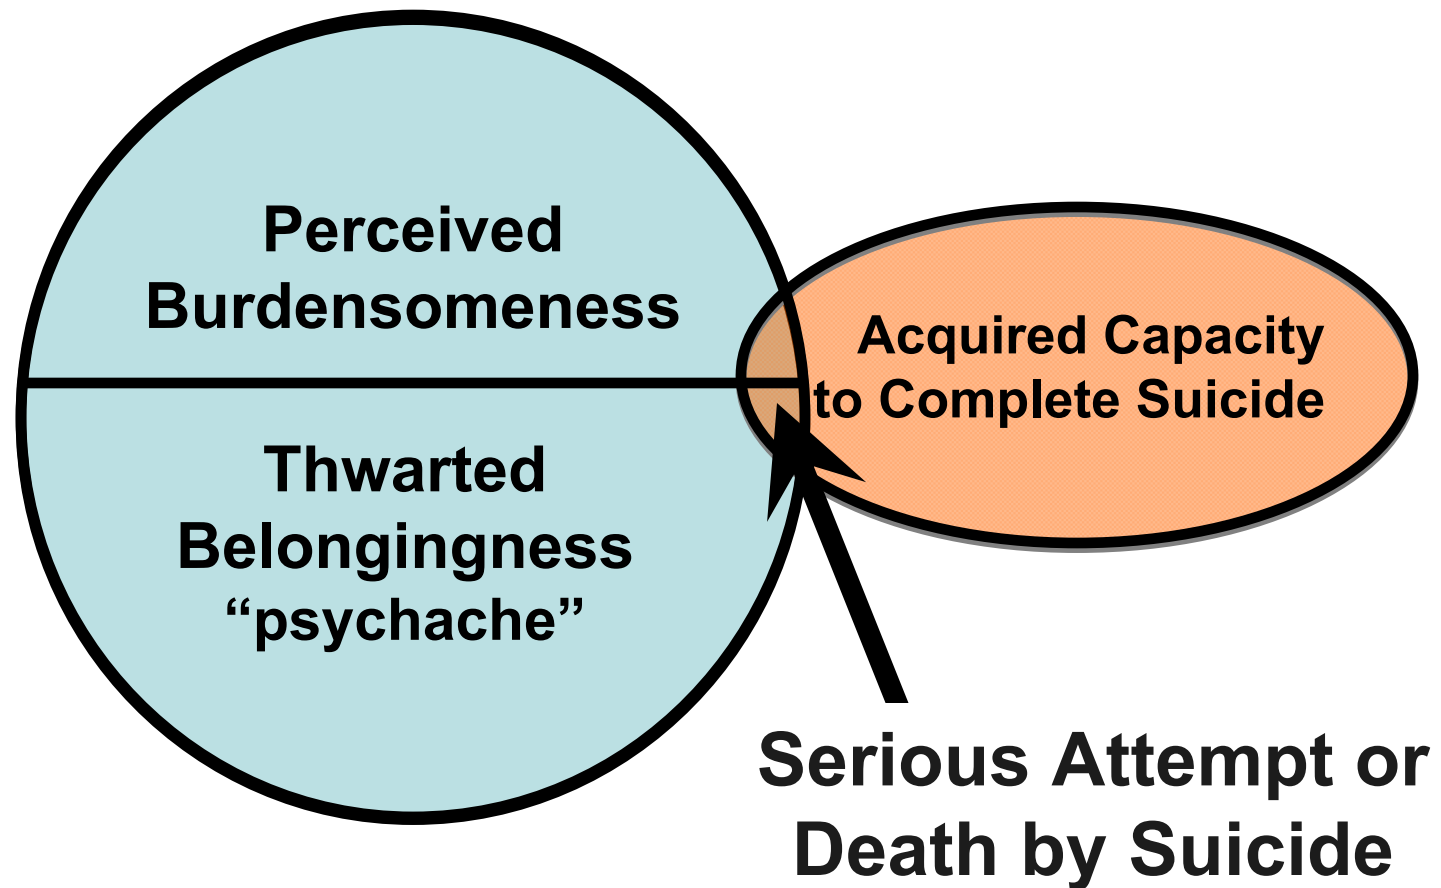 Perceived
Burdensomeness
Thwarted
Belongingness
“psychache”
Acquired Capacity
to Complete Suicide
Serious Attempt or
Death by Suicide